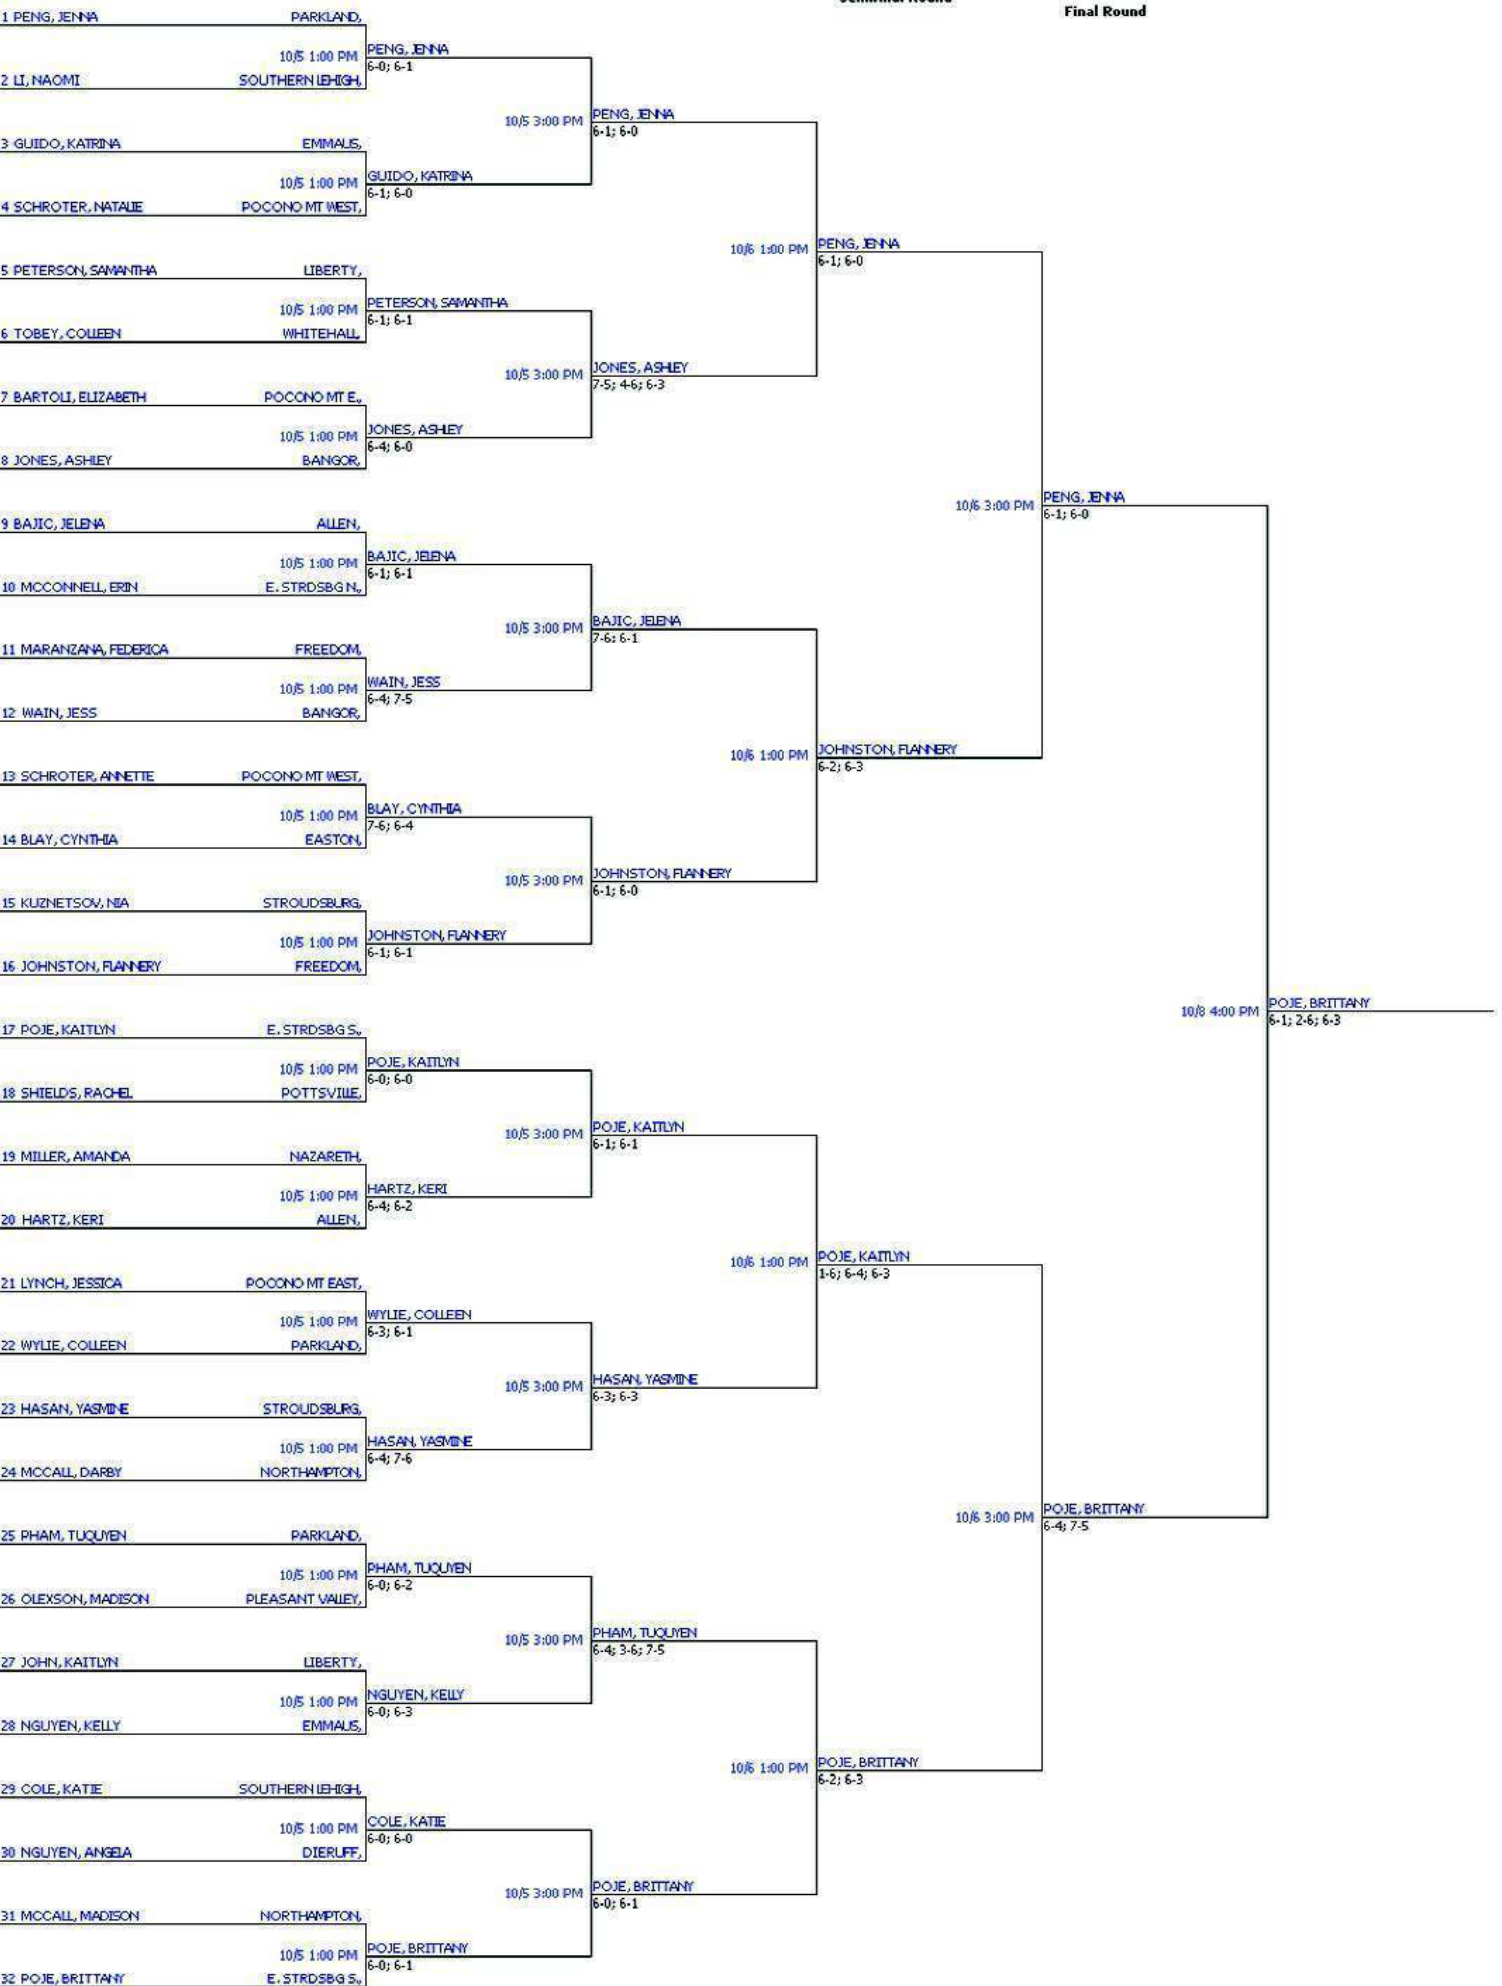 Final Round
1 PENG, JENNA PARKLAND,
10/5 1:00 PM PENG, JENNA
6-0; 6-1
2 LI, NAOMI SOUTHERN LEHIGH,
10/5 3:00 PM PENG, JENNA
6-1; 6-0
3 GUIDO, KATRINA EMMAUS,
10/5 1:00 PM GUIDO, KATRINA
6-1; 6-0
4 SCHROTER, NATALIE POCONO MT WEST,
10/6 1:00 PM PENG, JENNA
6-1; 6-0
5 PETERSON, SAMANTHA LIBERTY,
10/5 1:00 PM PETERSON, SAMANTHA
6-1; 6-1
6 TOBEY, COLLEEN WHITEHALL,
10/5 3:00 PM JONES, ASHLEY
7-5; 4-6; 6-3
7 BARTOLI, ELIZABETH POCONO MT E.,
10/5 1:00 PM JONES, ASHLEY
6-4; 6-0
8 JONES, ASHLEY BANGOR,
10/6 3:00 PM PENG, JENNA
6-1; 6-0
9 BAJIC, JELENA ALLEN,
10/5 1:00 PM BAJIC, JELENA
6-1; 6-1
10 MCCONNELL, ERIN E. STRDSBG N.,
10/5 3:00 PM BAJIC, JELENA
7-6; 6-1
11 MARANZANA, FEDERICA FREEDOM,
10/5 1:00 PM WAIN, JESS
6-4; 7-5
12 WAIN, JESS BANGOR,
10/6 1:00 PM JOHNSTON, FLANNERY
6-2; 6-3
13 SCHROTER, ANNETTE POCONO MT WEST,
10/5 1:00 PM BLAY, CYNTHIA
7-6; 6-4
14 BLAY, CYNTHIA EASTON,
10/5 3:00 PM JOHNSTON, FLANNERY
6-1; 6-0
15 KUZNETSOV, NIA STROUDSBURG,
10/5 1:00 PM JOHNSTON, FLANNERY
6-1; 6-1
16 JOHNSTON, FLANNERY FREEDOM,
10/8 4:00 PM POJE, BRITTANY
6-1; 2-6; 6-3
17 POJE, KAITLYN E. STRDSBG S.,
10/5 1:00 PM POJE, KAITLYN
6-0; 6-0
18 SHIELDS, RACHEL POTTSVILLE,
10/5 3:00 PM POJE, KAITLYN
6-1; 6-1
19 MILLER, AMANDA NAZARETH,
10/5 1:00 PM HARTZ, KERI
6-4; 6-2
20 HARTZ, KERI ALLEN,
10/6 1:00 PM POJE, KAITLYN
1-6; 6-4; 6-3
21 LYNCH, JESSICA POCONO MT EAST,
10/5 1:00 PM WYLIE, COLLEEN
6-3; 6-1
22 WYLIE, COLLEEN PARKLAND,
10/5 3:00 PM HASAN, YASMINE
6-3; 6-3
23 HASAN, YASMINE STROUDSBURG,
10/5 1:00 PM HASAN, YASMINE
6-4; 7-6
24 MCCALL, DARBY NORTHAMPTON,
10/6 3:00 PM POJE, BRITTANY
6-4; 7-5
25 PHAM, TUQUYEN PARKLAND,
10/5 1:00 PM PHAM, TUQUYEN
6-0; 6-2
26 OLEXSON, MADISON PLEASANT VALLEY,
10/5 3:00 PM PHAM, TUQUYEN
6-4; 3-6; 7-5
27 JOHN, KAITLYN LIBERTY,
10/5 1:00 PM NGUYEN, KELLY
6-0; 6-3
28 NGUYEN, KELLY EMMAUS,
10/6 1:00 PM POJE, BRITTANY
6-2; 6-3
29 COLE, KATIE SOUTHERN LEHIGH,
10/5 1:00 PM COLE, KATIE
6-0; 6-0
30 NGUYEN, ANGELA DIERUFF,
10/5 3:00 PM POJE, BRITTANY
6-0; 6-1
31 MCCALL, MADISON NORTHAMPTON,
10/5 1:00 PM POJE, BRITTANY
6-0; 6-1
32 POJE, BRITTANY E. STRDSBG S.,